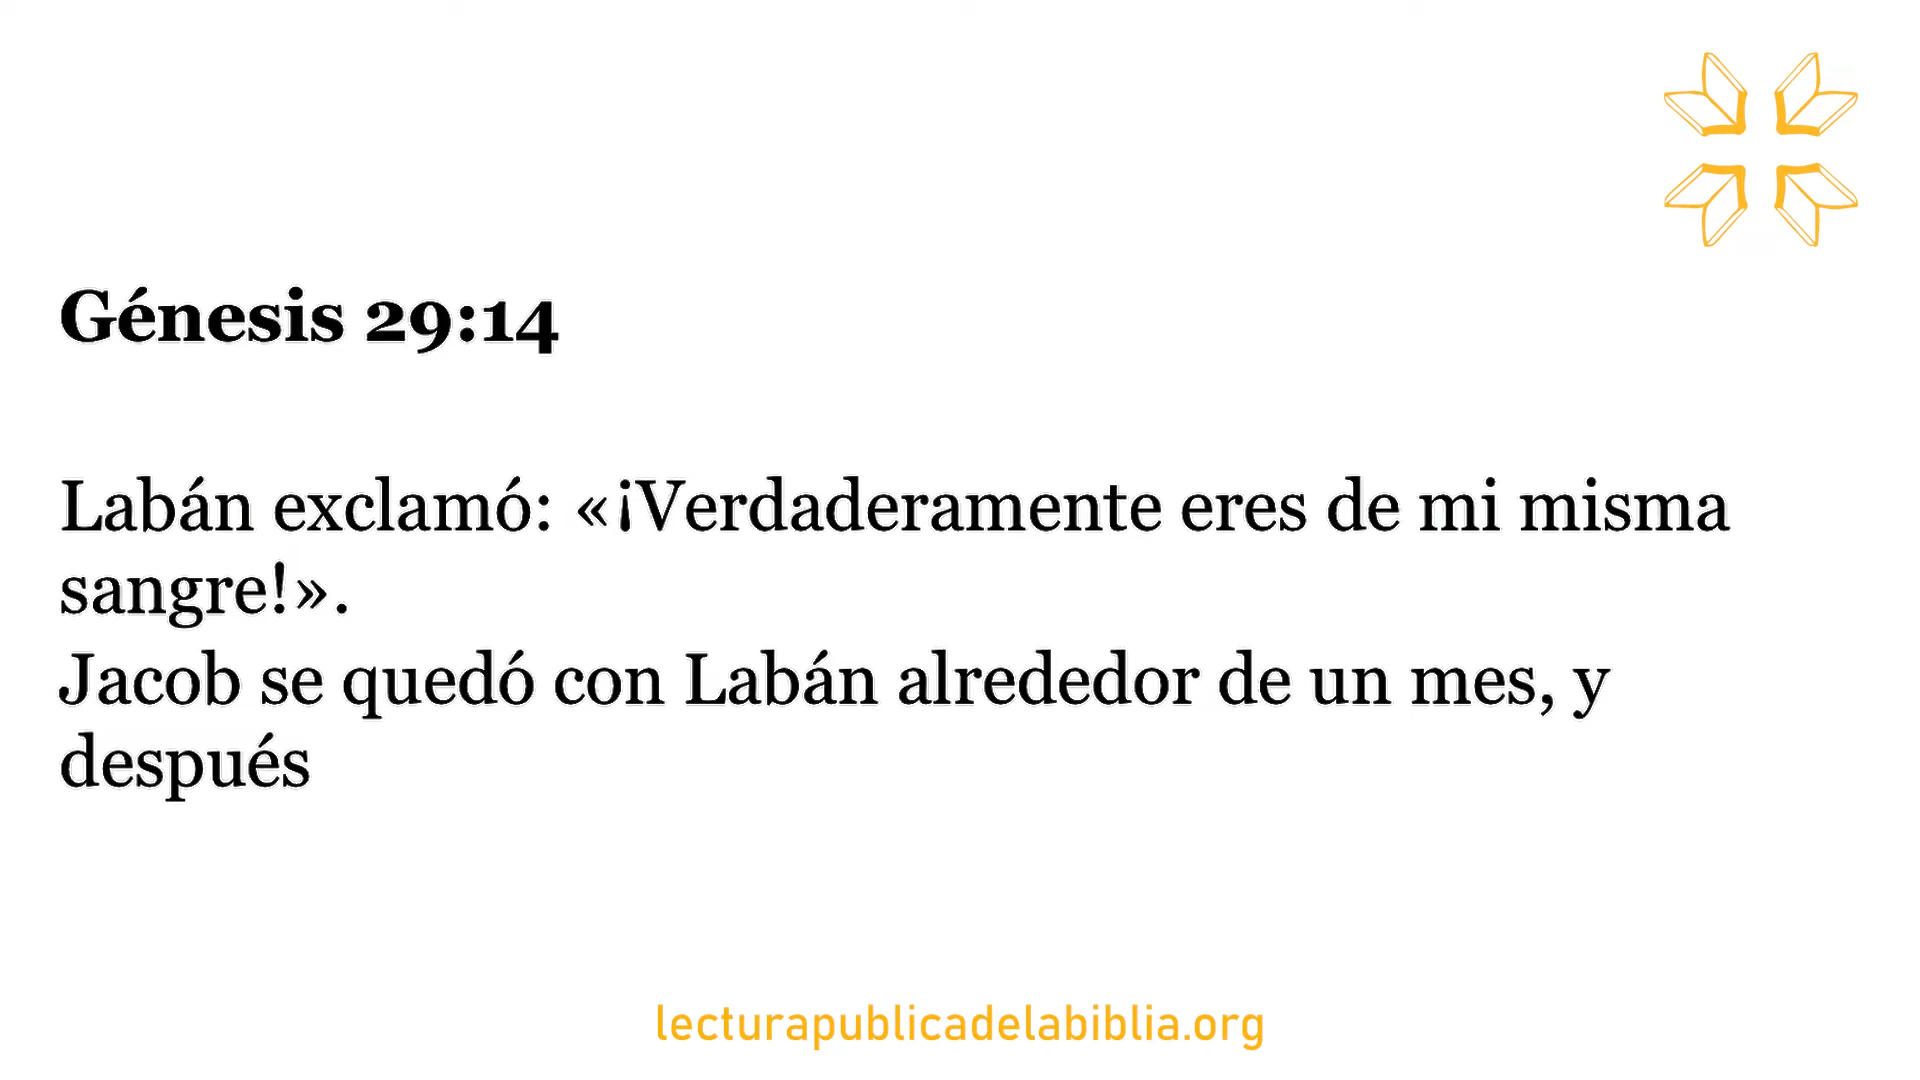 Génesis 29:14
Labán exclamó: «¡Verdaderamente eres de mi misma
sangre!».
Jacob se quedó con Labán alrededor de un mes, y
después
lecturapublicadelabiblia.org